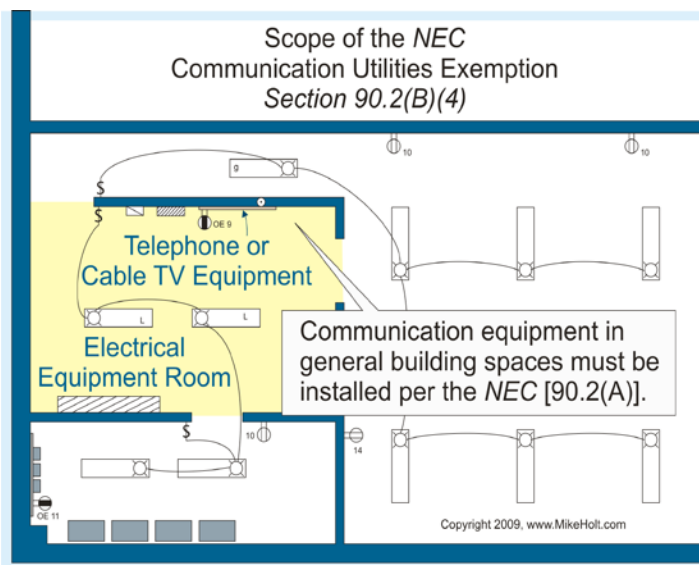 Scope of the NEC
Communication Utilities Exemption
Section 90.2(B)(4)
10
10
g
$
$
OE 9
Telephone or
Cable TV Equipment
L
L
Communication equipment in
general building spaces must be
installed per the NEC [90.2(A)].
Electrical
Equipment Room
$
10
14
OE 11
Copyright 2009, www.MikeHolt.com